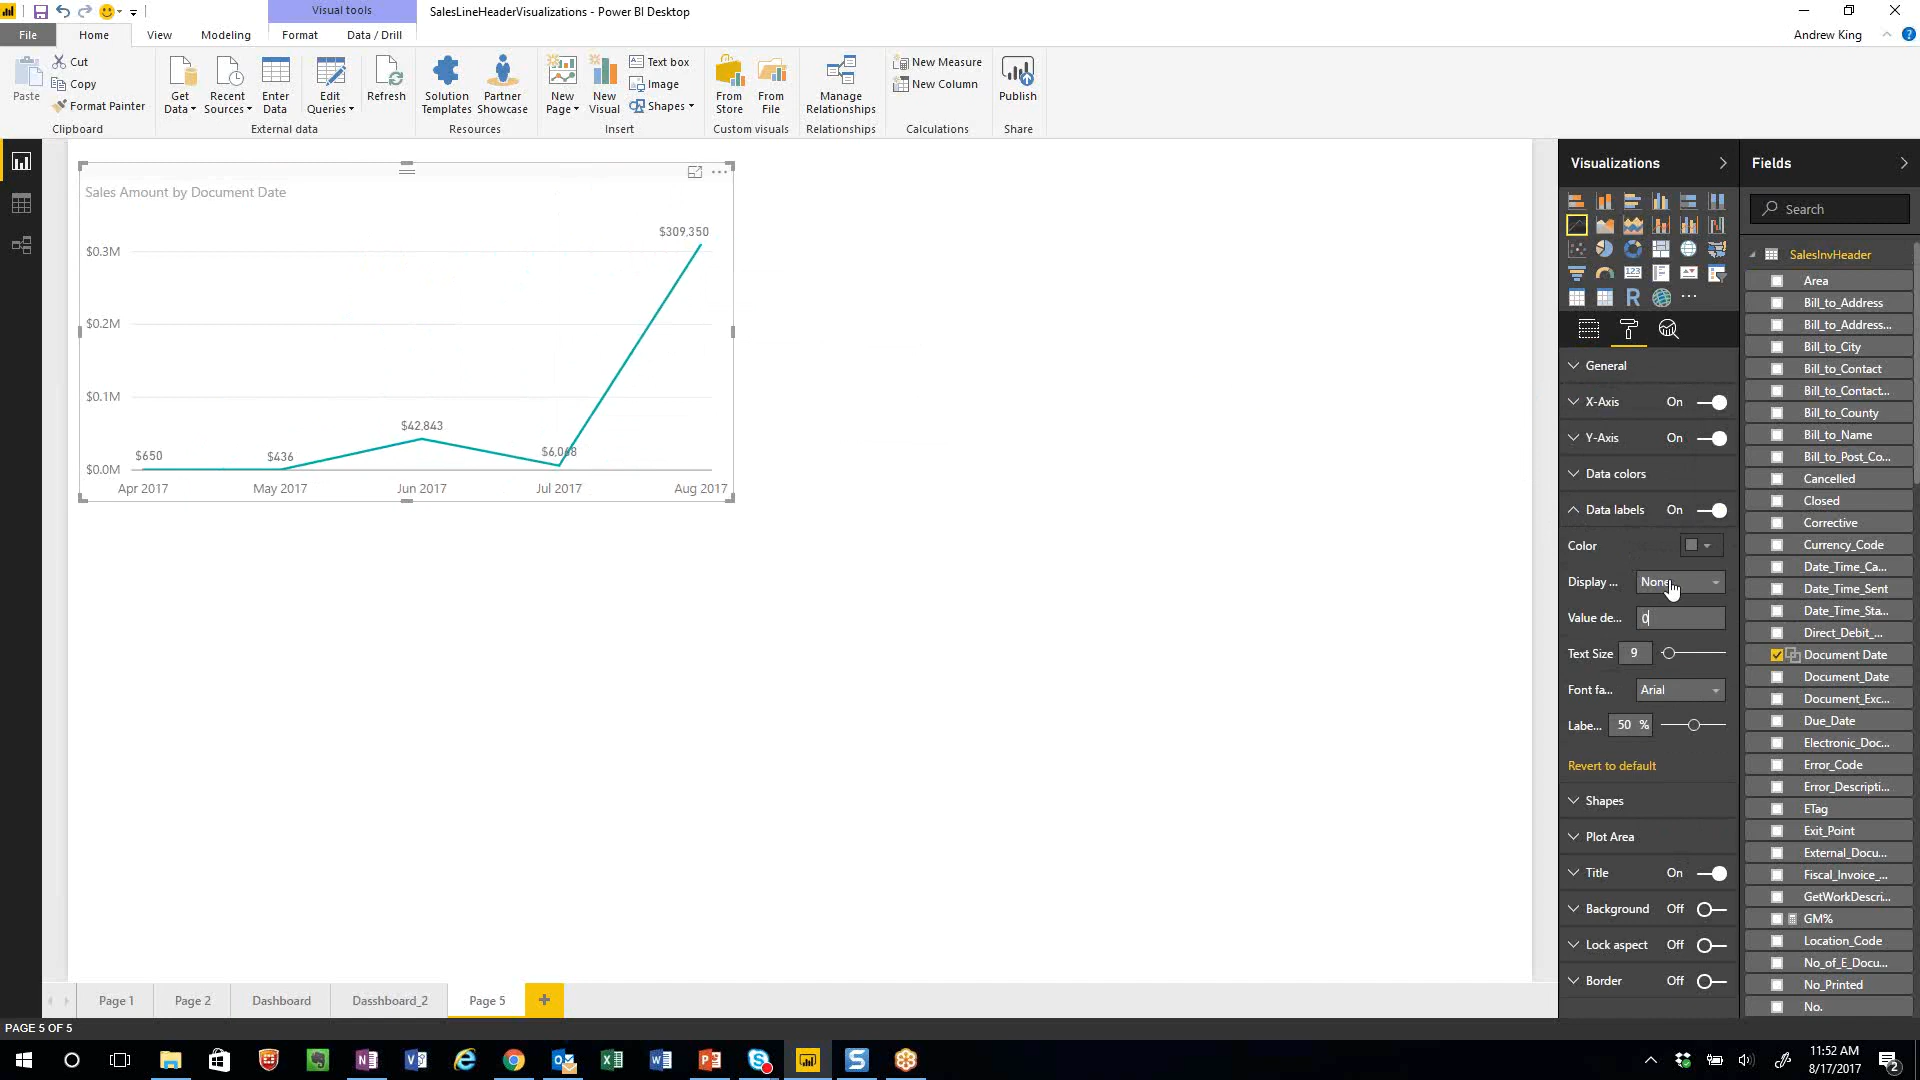 Visual tools
SalesLineHeaderVisualizations - Power BI Desktop
File
Home
View
Modeling
Format
Data / Drill
Andrew King
Paste
Cut
Copy
Format Painter
Clipboard
Get Data
Recent Sources
Enter Data
Edit Queries
Refresh
External data
Solution Templates
Partner Showcase
Resources
New Page
New Visual
Text box
Image
Shapes
Insert
From Store
From File
Custom visuals
Manage Relationships
Relationships
New Measure
New Column
Calculations
Publish
Share
Sales Amount by Document Date
$309,350
$0.3M
$0.2M
$0.1M
$42,843
$6,068
$650
$436
$0.0M
Apr 2017
May 2017
Jun 2017
Jul 2017
Aug 2017
Visualizations
General
X-Axis On
Y-Axis On
Data colors
Data labels On
Color
Display ... None
Value de... 0
Text Size 9
Font fa... Arial
Labe... 50 %
Revert to default
Shapes
Plot Area
Title On
Background Off
Lock aspect Off
Border Off
Fields
Search
SalesInvHeader
Area
Bill_to_Address
Bill_to_Address...
Bill_to_City
Bill_to_Contact
Bill_to_Contact...
Bill_to_County
Bill_to_Name
Bill_to_Post_Co...
Cancelled
Closed
Corrective
Currency_Code
Date_Time_Ca...
Date_Time_Sent
Date_Time_Sta...
Direct_Debit_...
Document Date
Document_Date
Document_Exc...
Due_Date
Electronic_Doc...
Error_Code
Error_Descripti...
ETag
Exit_Point
External_Docu...
Fiscal_Invoice_...
GetWorkDescri...
GM%
Location_Code
No_of_E_Docu...
No_Printed
No.
Page 1
Page 2
Dashboard
Dasshboard_2
Page 5
PAGE 5 OF 5
11:52 AM
8/17/2017
2